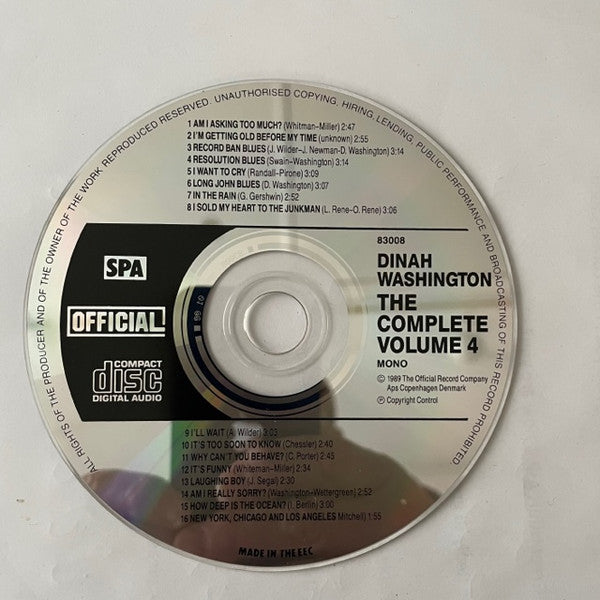 ALL RIGHTS OF THE PRODUCER AND OF THE OWNER OF THE WORK REPRODUCED RESERVED. UNAUTHORISED COPYING, HIRING, LENDING, PUBLIC PERFORMANCE AND BROADCASTING OF THIS RECORD PROHIBITED
1 AM I ASKING TOO MUCH? (Whitman-Miller) 2:47
2 I'M GETTING OLD BEFORE MY TIME (unknown) 2:55
3 RECORD BAN BLUES (J. Wilder-J. Newman-D. Washington) 3:14
4 RESOLUTION BLUES (Swain-Washington) 3:14
5 I WANT TO CRY (Randall-Pirone) 3:09
6 LONG JOHN BLUES (D. Washington) 3:07
7 IN THE RAIN (G. Gershwin) 2:52
8 I SOLD MY HEART TO THE JUNKMAN (L. Rene-O. Rene) 3:06
SPA
OFFICIAL
COMPACT
disc
DIGITAL AUDIO
83008
DINAH
WASHINGTON
THE
COMPLETE
VOLUME 4
MONO
© 1989 The Official Record Company
Aps Copenhagen Denmark
Ⓟ Copyright Control
9 I'LL WAIT (A. Wilder) 3:03
10 IT'S TOO SOON TO KNOW (Chessler) 2:40
11 WHY CAN'T YOU BEHAVE? (C. Porter) 2:45
12 IT'S FUNNY (Whiteman-Miller) 2:34
13 LAUGHING BOY (J. Segal) 2:30
14 AM I REALLY SORRY? (Washington-Wettergreen) 2:52
15 HOW DEEP IS THE OCEAN? (I. Berlin) 3:00
16 NEW YORK, CHICAGO AND LOS ANGELES Mitchell) 1:55
MADE IN THE EEC